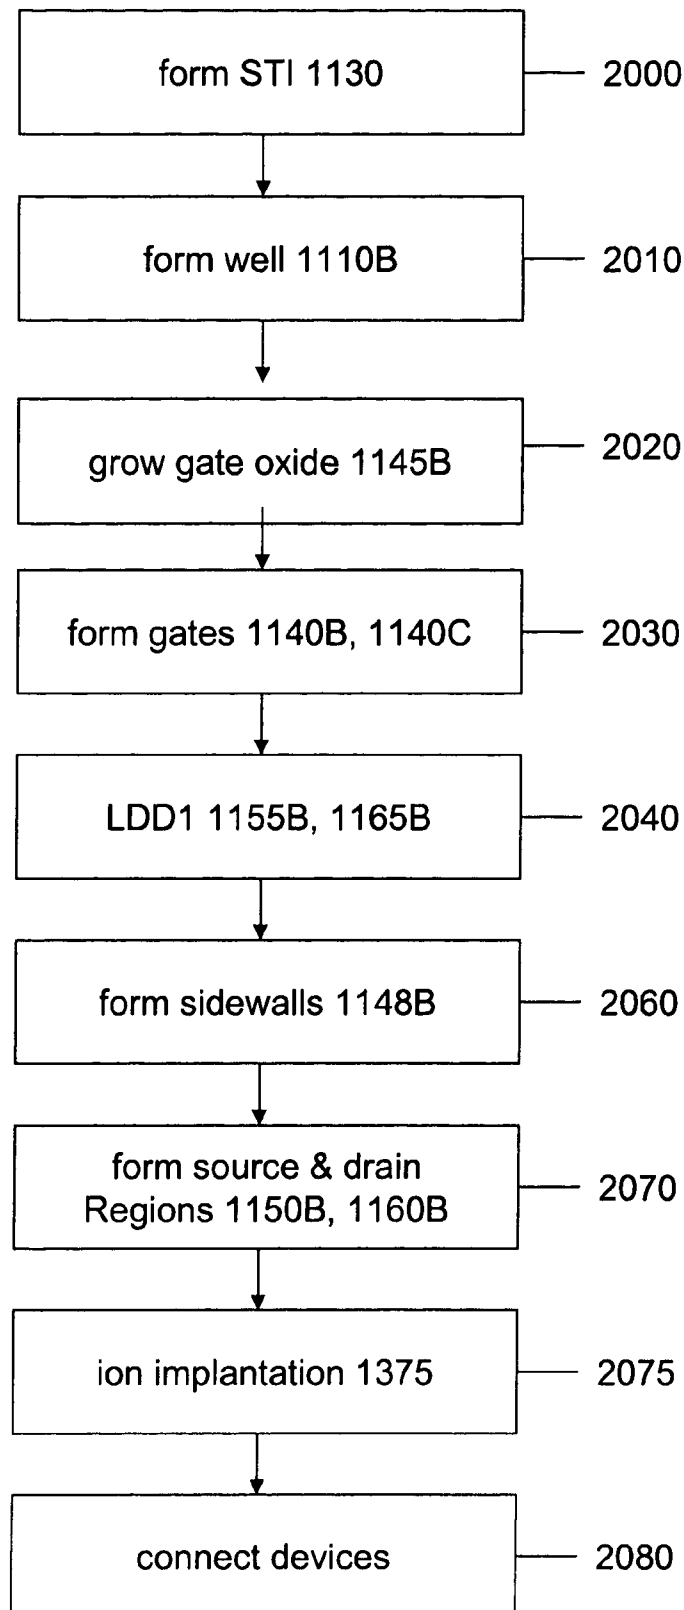 form STI 1130
2000
form well 1110B
2010
grow gate oxide 1145B
2020
form gates 1140B, 1140C
2030
LDD1 1155B, 1165B
2040
form sidewalls 1148B
2060
form source & drain
Regions 1150B, 1160B
2070
ion implantation 1375
2075
connect devices
2080